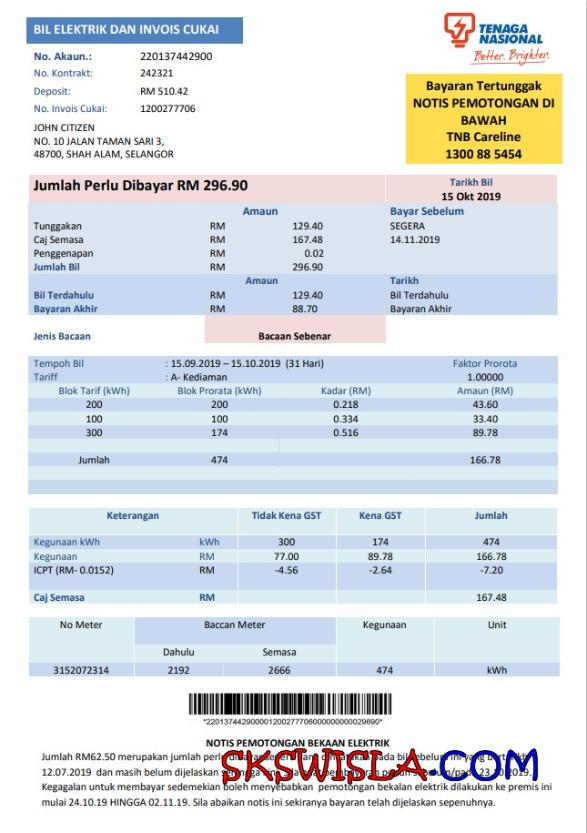 BIL ELEKTRIK DAN INVOIS CUKAI
TENAGA
NASIONAL
Better. Brighter.
No. Akaun.: 220137442900
No. Kontrakt: 242321
Deposit: RM 510.42
No. Invois Cukai: 1200277706
JOHN CITIZEN
NO. 10 JALAN TAMAN SARI 3,
48700, SHAH ALAM, SELANGOR
Bayaran Tertunggak
NOTIS PEMOTONGAN DI
BAWAH
TNB Careline
1300 88 5454
Jumlah Perlu Dibayar RM 296.90
Tarikh Bil
15 Okt 2019
Amaun Bayar Sebelum
Tunggakan RM 129.40 SEGERA
Caj Semasa RM 167.48 14.11.2019
Penggenapan RM 0.02
Jumlah Bil RM 296.90
Amaun Tarikh
Bil Terdahulu RM 129.40 Bil Terdahulu
Bayaran Akhir RM 88.70 Bayaran Akhir
Jenis Bacaan Bacaan Sebenar
Tempoh Bil : 15.09.2019 – 15.10.2019 (31 Hari) Faktor Prorota
Tariff : A- Kediaman 1.00000
Blok Tarif (kWh) Blok Prorata (kWh) Kadar (RM) Amaun (RM)
200 200 0.218 43.60
100 100 0.334 33.40
300 174 0.516 89.78
Jumlah 474 166.78
Keterangan Tidak Kena GST Kena GST Jumlah
Kegunaan kWh kWh 300 174 474
Kegunaan RM 77.00 89.78 166.78
ICPT (RM- 0.0152) RM -4.56 -2.64 -7.20
Caj Semasa RM 167.48
No Meter Baccan Meter Kegunaan Unit
Dahulu Semasa
3152072314 2192 2666 474 kWh
*220137442900001200277706000000000029690*
NOTIS PEMOTONGAN BEKAAN ELEKTRIK
SKSWISLA.COM
Jumlah RM62.50 merupakan jumlah ini yang
12.07.2019 dan masih belum dijelaskan
Kegagalan untuk membayar sedemekian boleh menyebabkan pemotongan bekalan elektrik dilakukan ke premis ini
mulai 24.10.19 HINGGA 02.11.19. Sila abaikan notis ini sekiranya bayaran telah dijelaskan sepenuhnya.